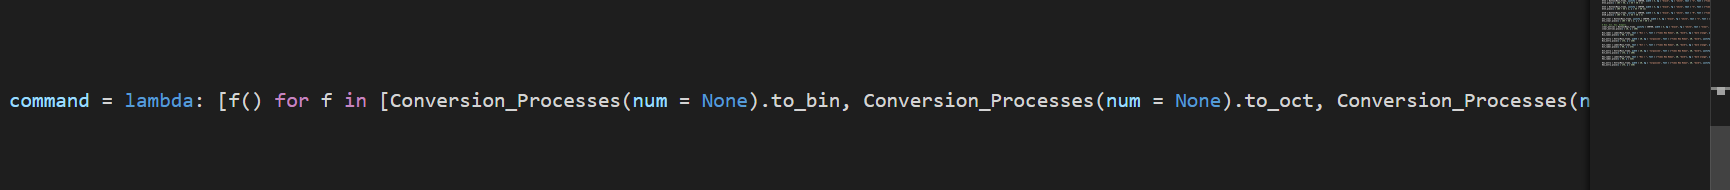 command = lambda: [f() for f in [Conversion_Processes(num = None).to_bin, Conversion_Processes(num = None).to_oct, Conversion_Processes(n